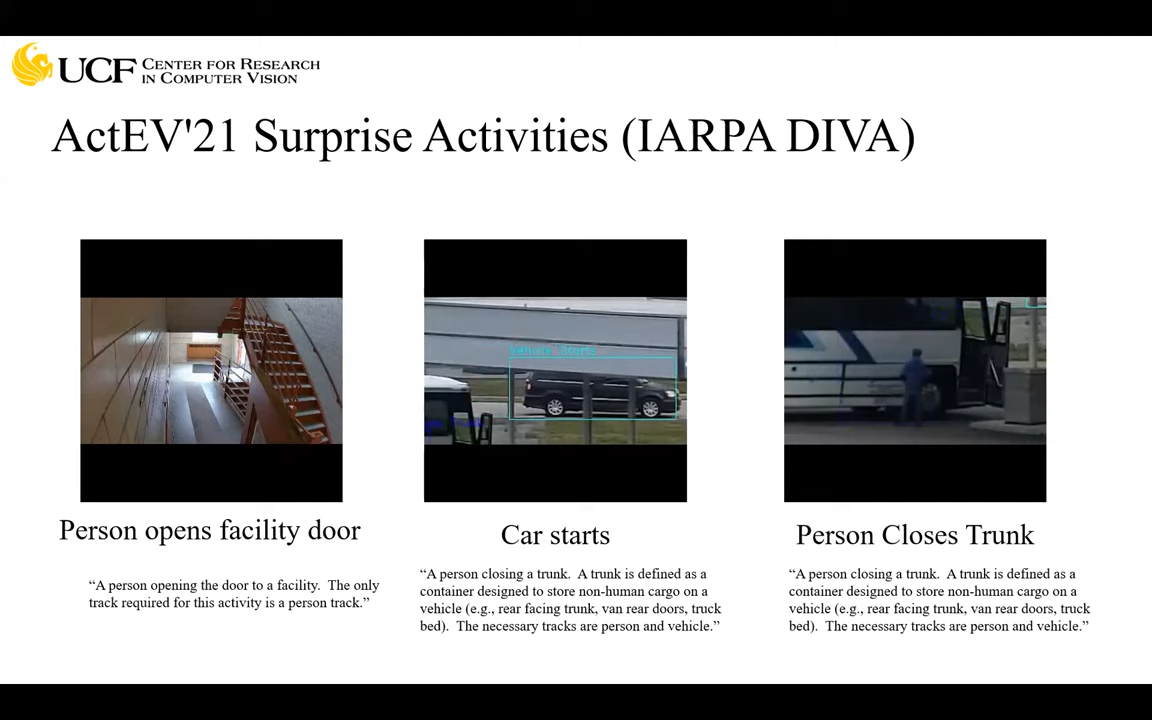 UCF CENTER FOR RESEARCH
IN COMPUTER VISION
ActEV'21 Surprise Activities (IARPA DIVA)
Vehicle Starts
Person opens facility door
Car starts
Person Closes Trunk
“A person opening the door to a facility. The only
track required for this activity is a person track.”
“A person closing a trunk. A trunk is defined as a
container designed to store non-human cargo on a
vehicle (e.g., rear facing trunk, van rear doors, truck
bed). The necessary tracks are person and vehicle.”
“A person closing a trunk. A trunk is defined as a
container designed to store non-human cargo on a
vehicle (e.g., rear facing trunk, van rear doors, truck
bed). The necessary tracks are person and vehicle.”